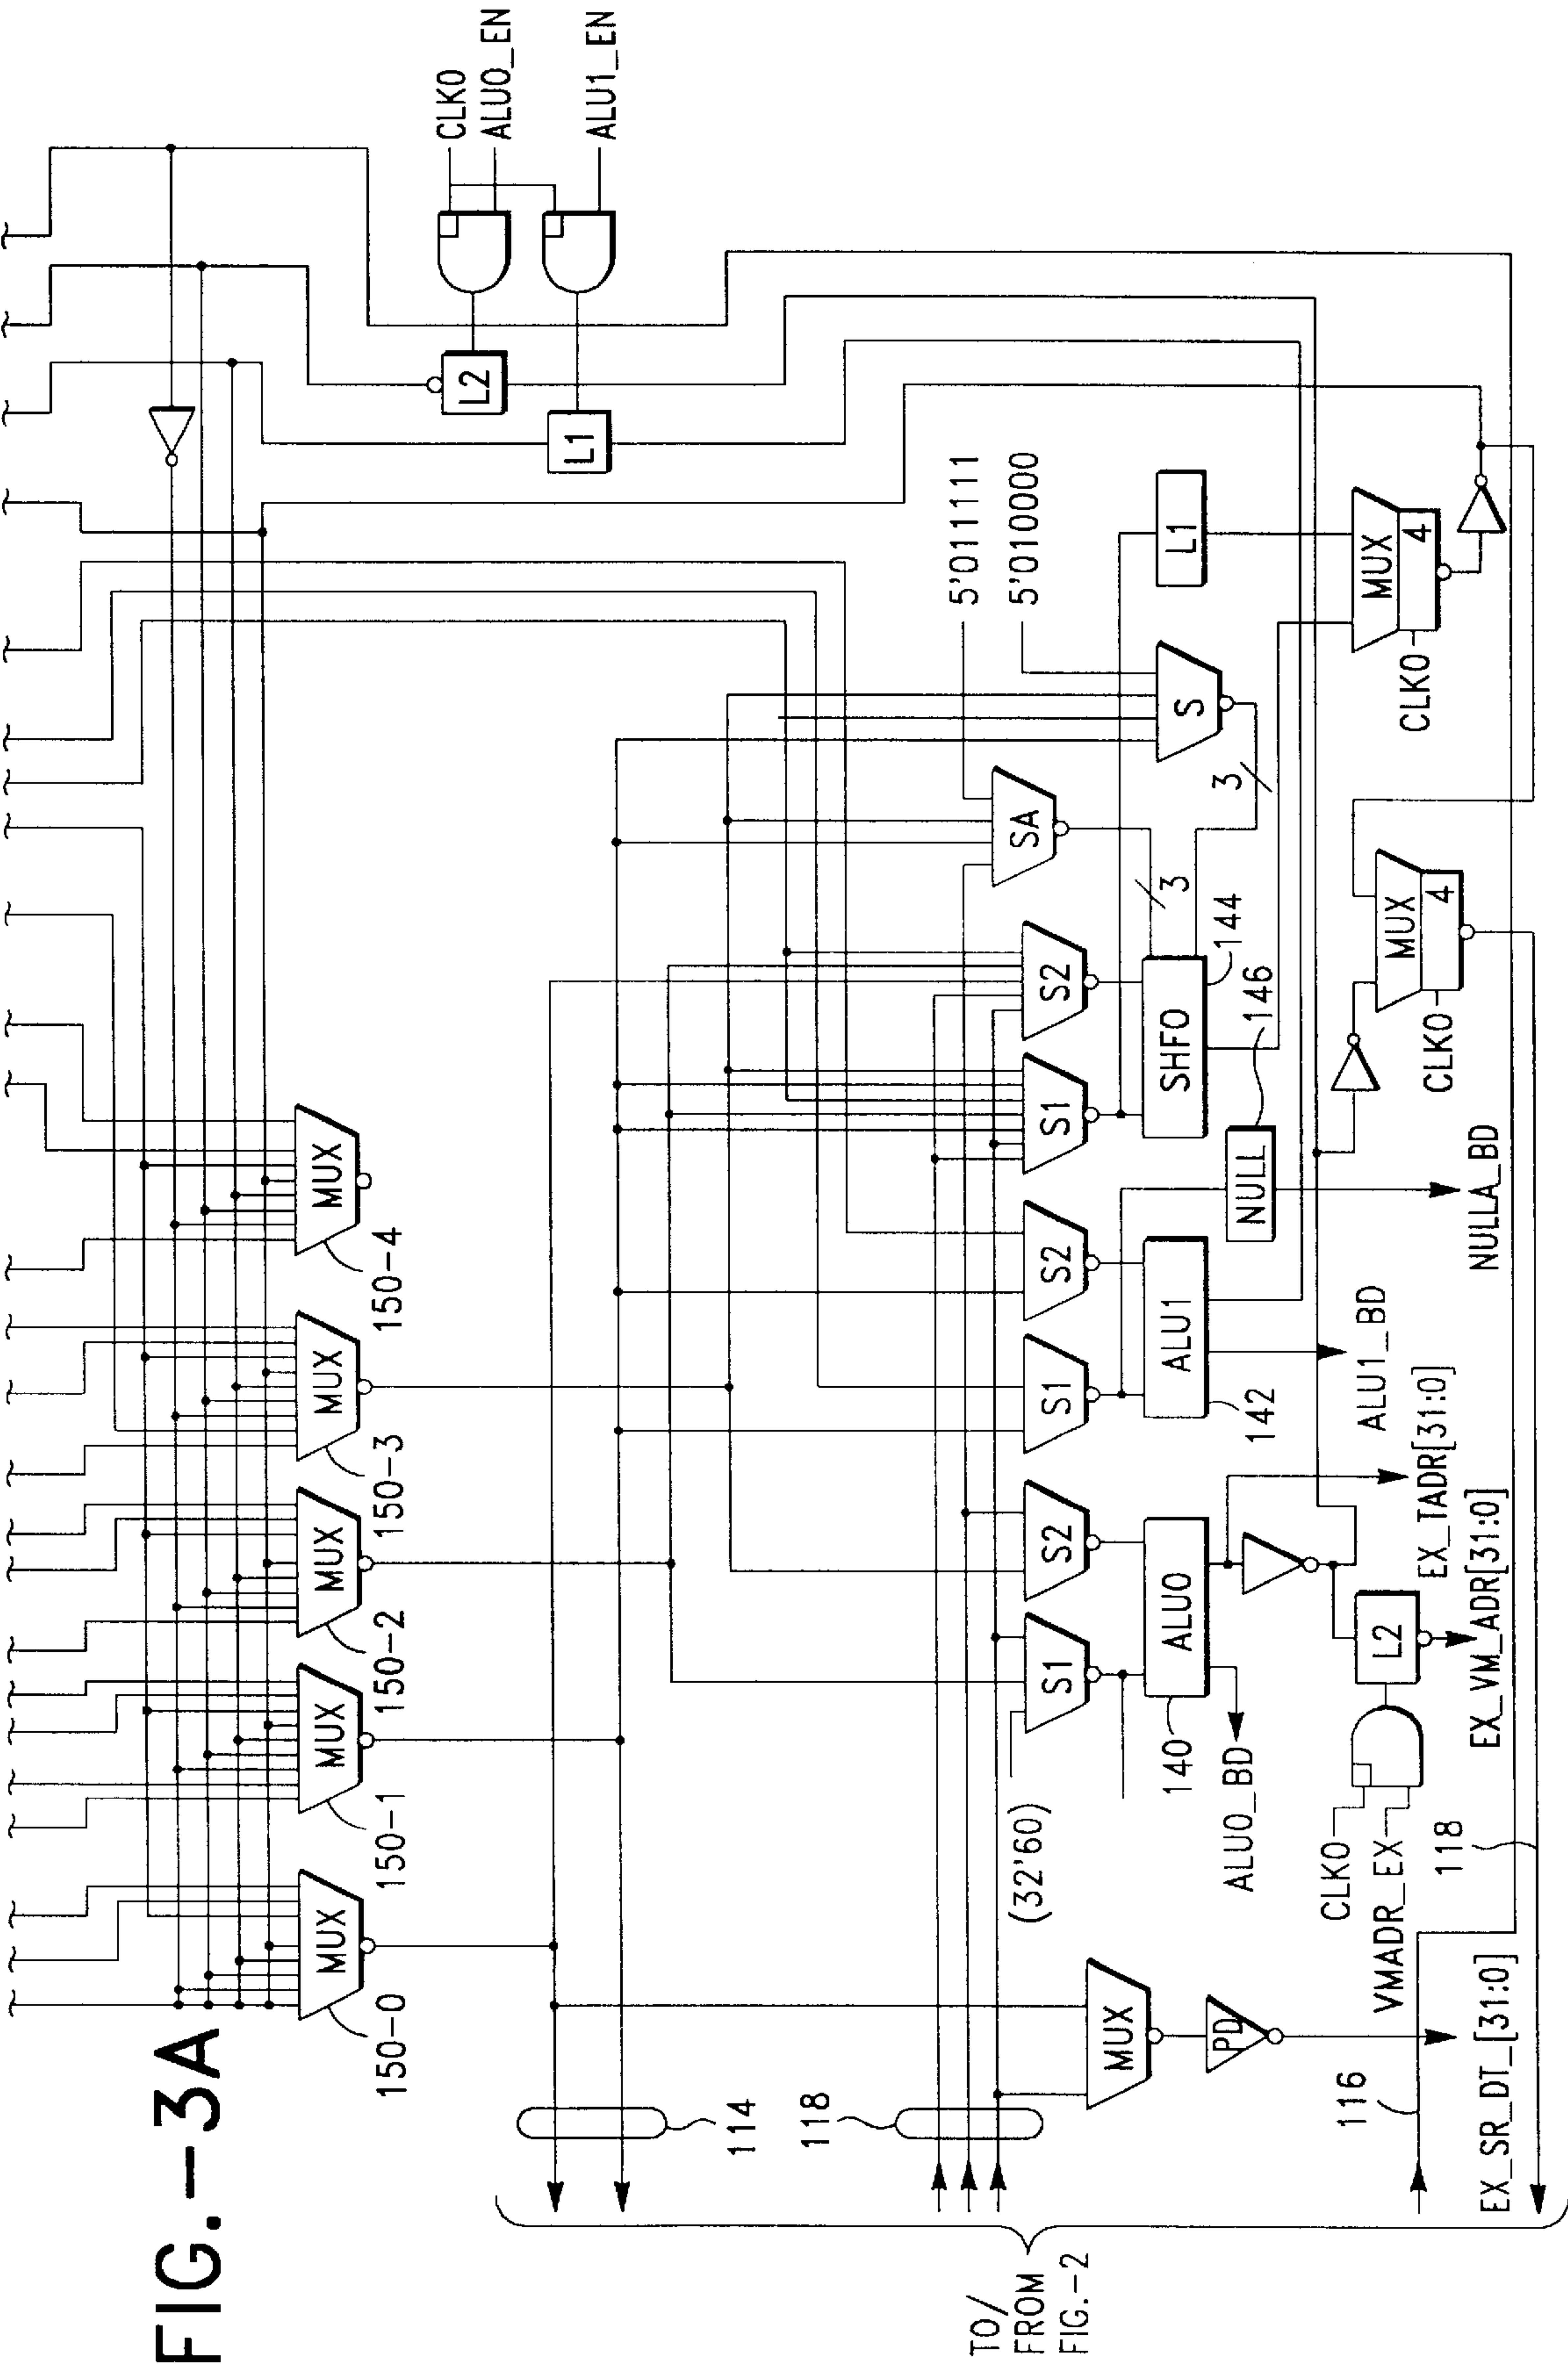 FIG.-3A
CLK0
ALU0_EN
ALU1_EN
L2
L1
MUX
150-0
MUX
150-1
MUX
150-2
MUX
150-3
MUX
150-4
114
118
TO/
FROM
FIG.-2
MUX
PD
EX_SR_DT_[31:0]
116
(32'60)
S1
S2
ALU0
140
ALU0_BD
CLK0
VMADR_EX
L2
EX_VM_ADR[31:0]
EX_TADR[31:0]
118
S1
S2
ALU1
142
ALU1_BD
NULL
146
NULLA_BD
S1
S2
SHF0
144
SA
3
5'011111
S
3
5'010000
L1
MUX
4
CLK0
MUX
4
CLK0